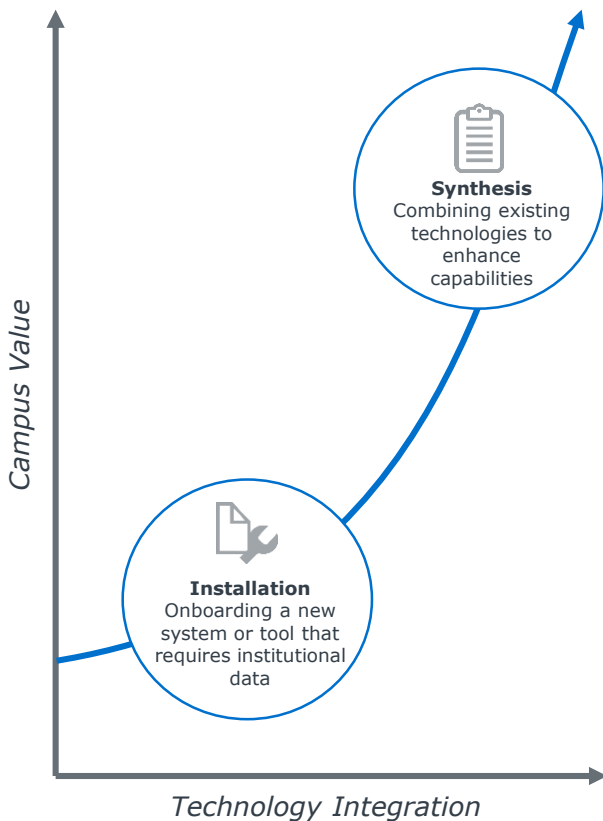 Synthesis
Combining existing
technologies to
enhance
capabilities
Campus Value
Installation
Onboarding a new
system or tool that
requires institutional
data
Technology Integration